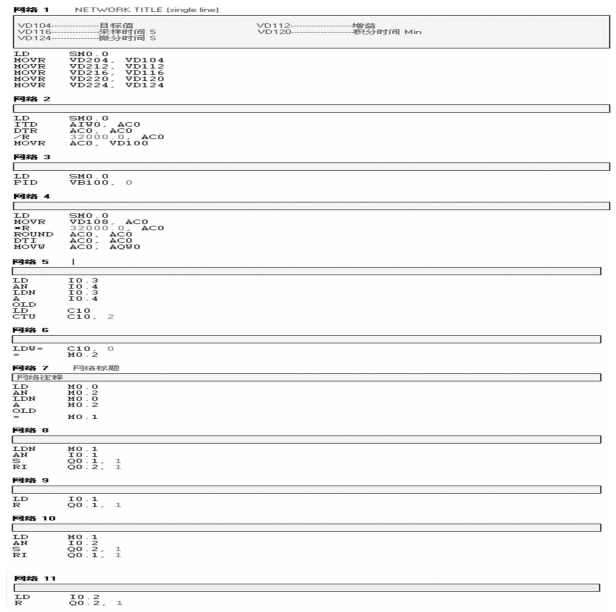 网络 1 NETWORK TITLE (single line)
VD104--------------目标值 VD112-----------------增益
VD116--------------采样时间 S VD120-----------------积分时间 Min
VD124--------------微分时间 S
LD SM0.0
MOVR VD204, VD104
MOVR VD212, VD112
MOVR VD216, VD116
MOVR VD220, VD120
MOVR VD224, VD124
网络 2
LD SM0.0
ITD AIW0, AC0
DTR AC0, AC0
/R 32000.0, AC0
MOVR AC0, VD100
网络 3
LD SM0.0
PID VB100, 0
网络 4
LD SM0.0
MOVR VD108, AC0
*R 32000.0, AC0
ROUND AC0, AC0
DTI AC0, AC0
MOVW AC0, AQW0
网络 5
LD I0.3
AN I0.4
LDN I0.3
A I0.4
OLD
LD C10
CTU C10, 2
网络 6
LDW= C10, 0
= M0.2
网络 7 网络标题
网络注释
LD M0.0
AN M0.2
LDN M0.0
A M0.2
OLD
= M0.1
网络 8
LDN M0.1
AN I0.1
S Q0.1, 1
RI Q0.2, 1
网络 9
LD I0.1
R Q0.1, 1
网络 10
LD M0.1
AN I0.2
S Q0.2, 1
RI Q0.1, 1
网络 11
LD I0.2
R Q0.2, 1